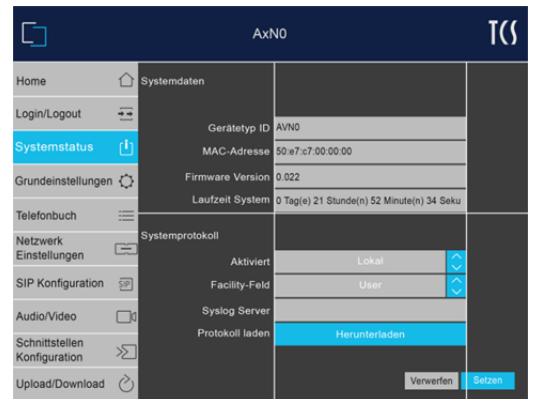 AxN0
TCS
Home
Login/Logout
Systemstatus
Grundeinstellungen
Telefonbuch
Netzwerk
Einstellungen
SIP Konfiguration
SIP
Audio/Video
Schnittstellen
Konfiguration
Upload/Download
Systemdaten
Gerätetyp ID AVN0
MAC-Adresse 50:e7:c7:00:00:00
Firmware Version 0.022
Laufzeit System 0 Tag(e) 21 Stunde(n) 52 Minute(n) 34 Seku
Systemprotokoll
Aktiviert Lokal
Facility-Feld User
Syslog Server
Protokoll laden Herunterladen
Verwerfen Setzen